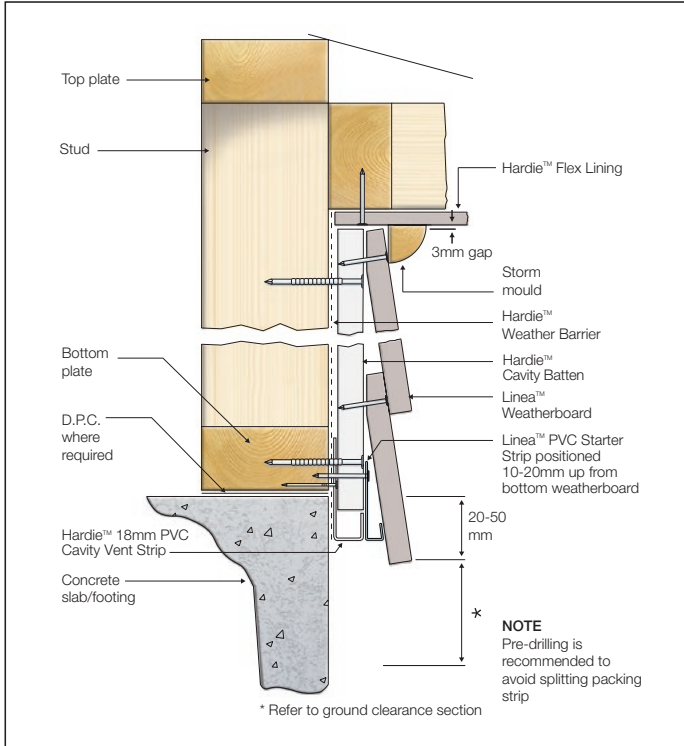 Top plate
Stud
Hardie™ Flex Lining
3mm gap
Storm
mould
Hardie™
Weather Barrier
Bottom
plate
Hardie™
Cavity Batten
D.P.C.
where
required
Linea™
Weatherboard
Linea™ PVC Starter
Strip positioned
10-20mm up from
bottom weatherboard
20-50
mm
Hardie™ 18mm PVC
Cavity Vent Strip
Concrete
slab/footing
*
NOTE
Pre-drilling is
recommended to
avoid splitting packing
strip
* Refer to ground clearance section